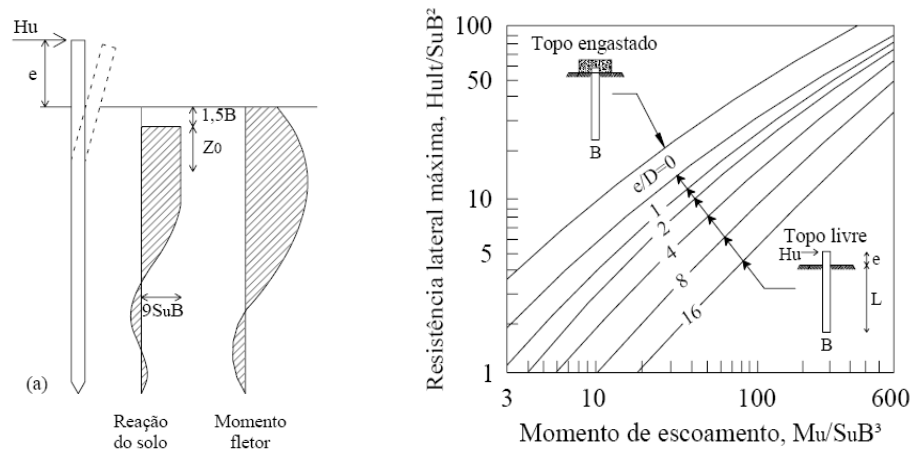 Hu
e
1,5B
Z0
9SuB
(a)
Reação
do solo
Momento
fletor
Resistência lateral máxima, Hult/SuB²
100
50
10
5
1
Topo engastado
B
e/D=0
1
2
4
8
16
Topo livre
Hu
e
L
B
3
10
100
600
Momento de escoamento, Mu/SuB³